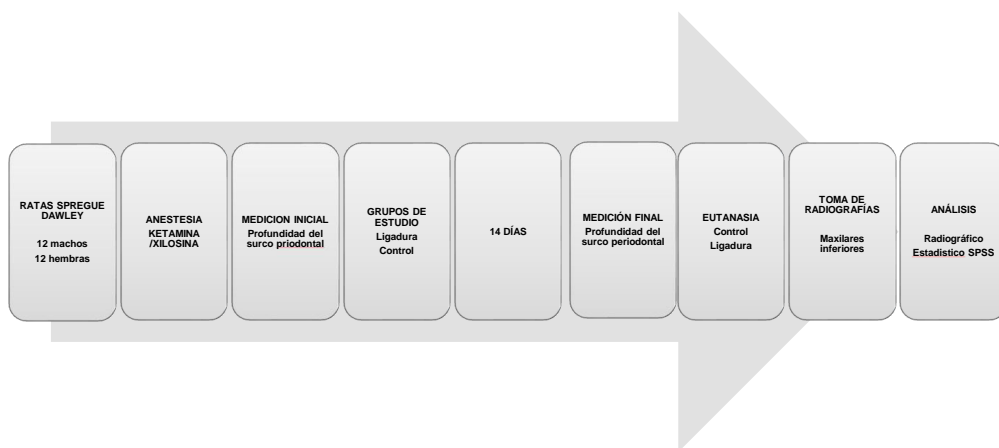 RATAS SPREGUE
DAWLEY
12 machos
12 hembras
ANESTESIA
KETAMINA
/XILOSINA
MEDICION INICIAL
Profundidad del
surco priodontal
GRUPOS DE
ESTUDIO
Ligadura
Control
14 DÍAS
MEDICIÓN FINAL
Profundidad del
surco periodontal
EUTANASIA
Control
Ligadura
TOMA DE
RADIOGRAFÍAS
Maxilares
inferiores
ANÁLISIS
Radiográfico
Estadistico SPSS